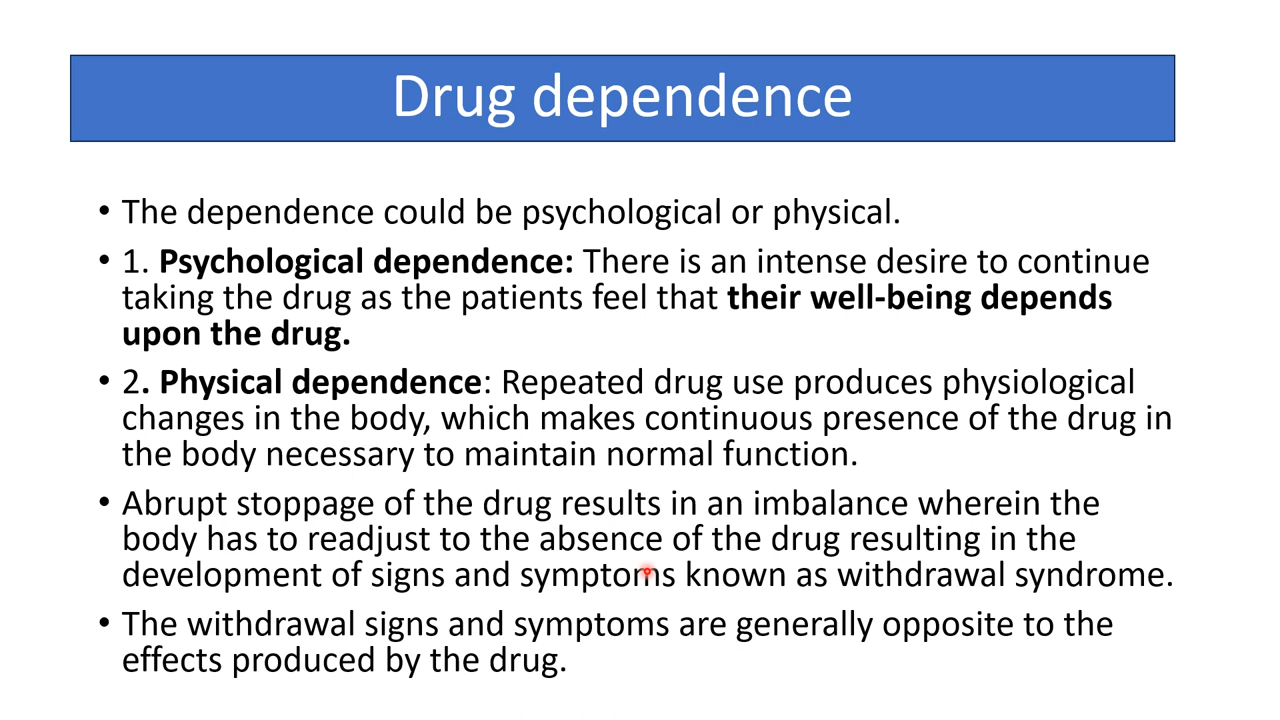 Drug dependence
• The dependence could be psychological or physical.
• 1. Psychological dependence: There is an intense desire to continue
taking the drug as the patients feel that their well-being depends
upon the drug.
• 2. Physical dependence: Repeated drug use produces physiological
changes in the body, which makes continuous presence of the drug in
the body necessary to maintain normal function.
• Abrupt stoppage of the drug results in an imbalance wherein the
body has to readjust to the absence of the drug resulting in the
development of signs and symptoms known as withdrawal syndrome.
• The withdrawal signs and symptoms are generally opposite to the
effects produced by the drug.